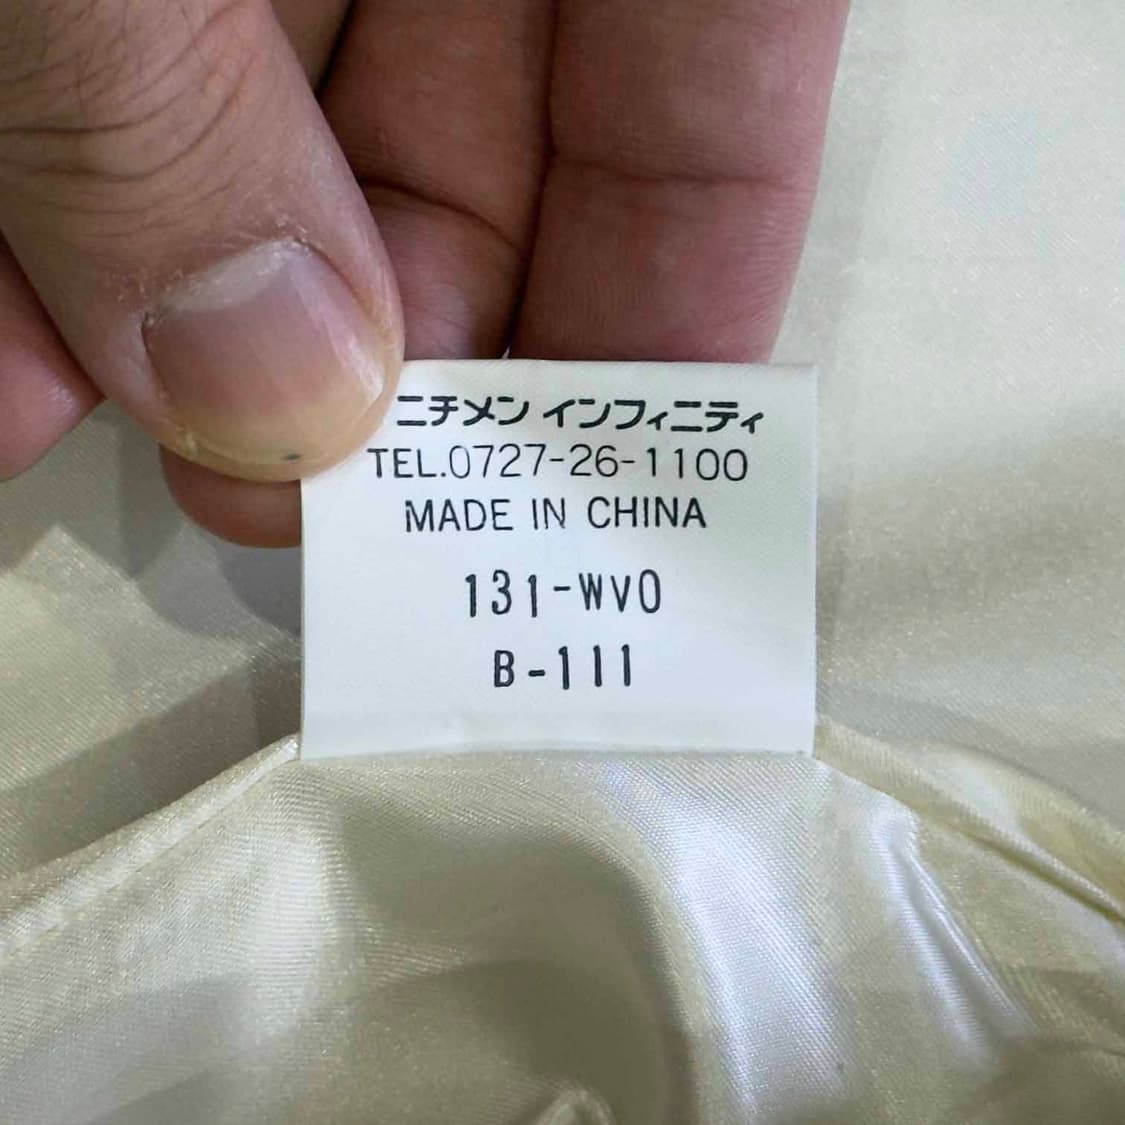 ニチメン インフィニティ
TEL.0727-26-1100
MADE IN CHINA
131-WV0
B-111